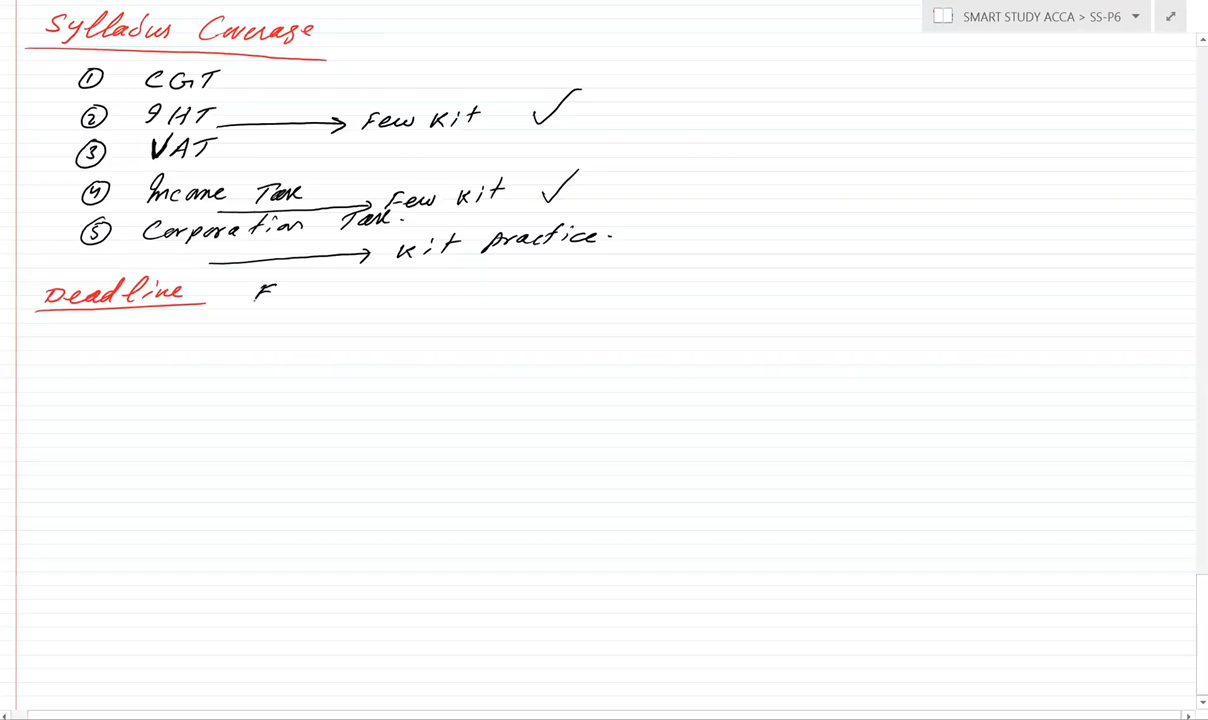 SMART STUDY ACCA > SS-P6
Syllabus Coverage
① CGT
② IHT → Few Kit ✓
③ VAT
④ Income Tax → Few Kit ✓
⑤ Corporation Tax.
→ Kit practice.
Deadline F